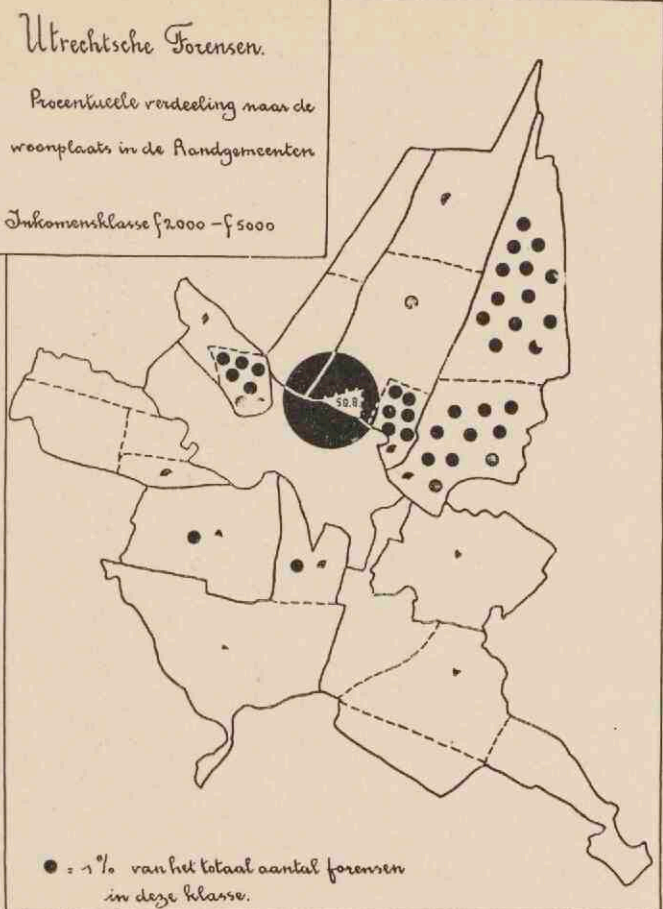 Utrechtsche Forensen.
Procentueele verdeeling naar de
woonplaats in de Randgemeenten
Inkomensklasse f 2000 - f 5000
50.8.
● = 1% van het totaal aantal forensen
in deze klasse.